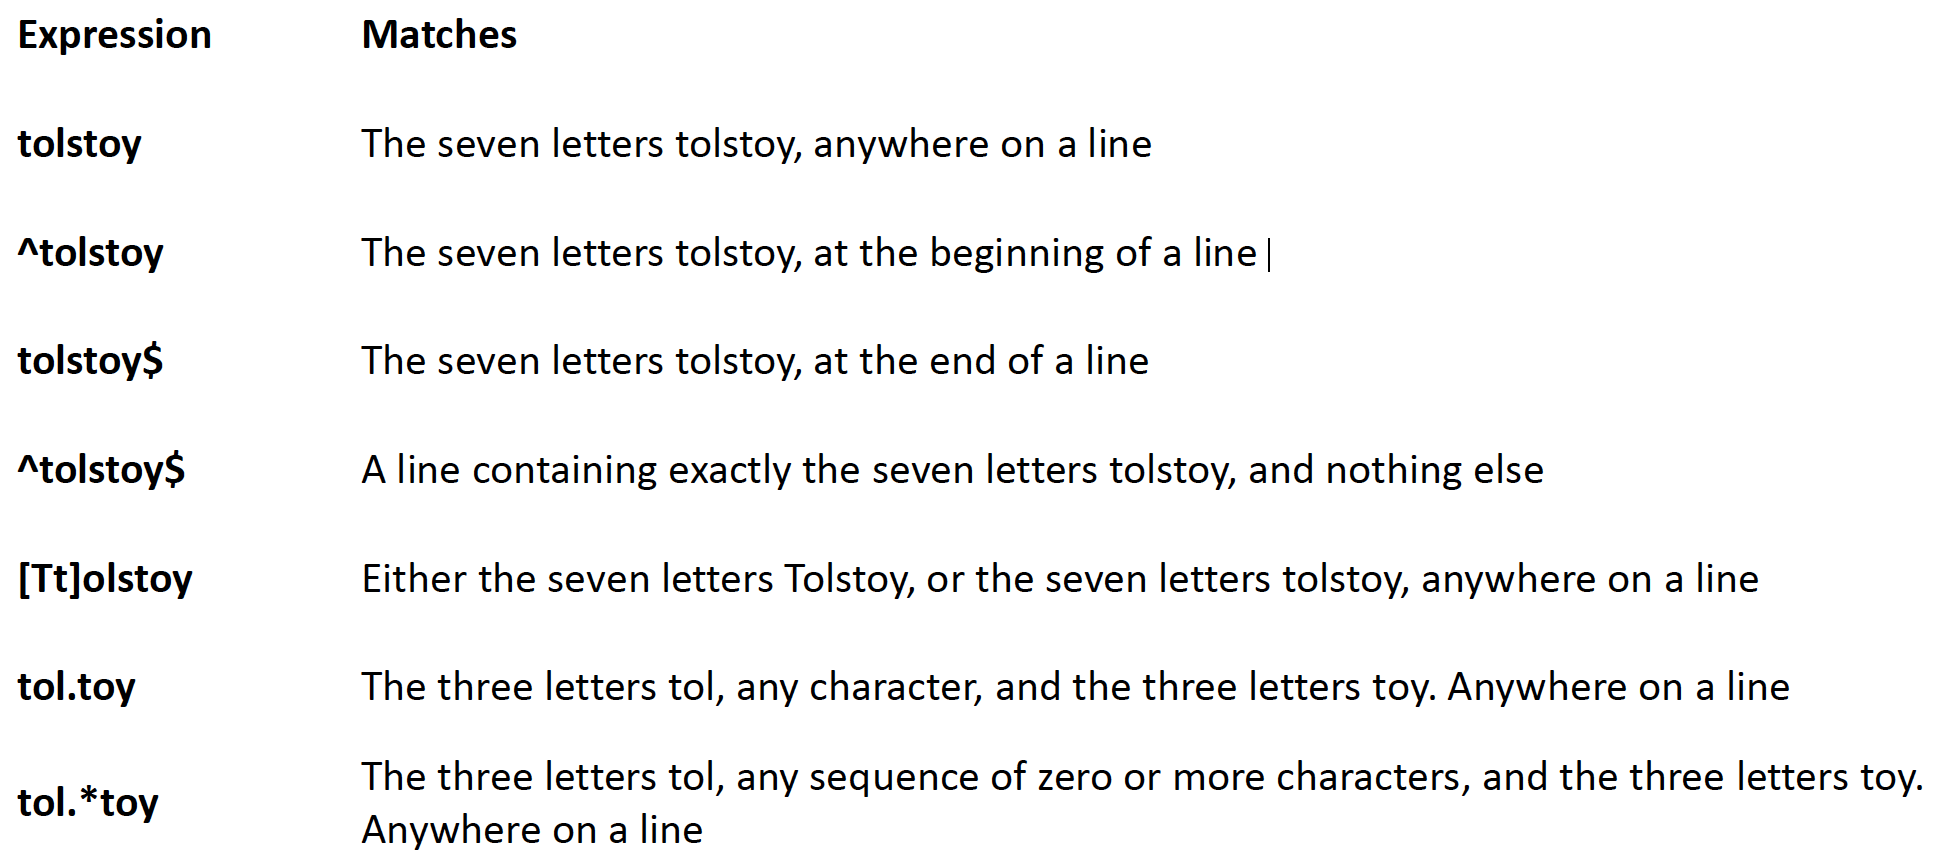 Expression Matches
tolstoy The seven letters tolstoy, anywhere on a line
^tolstoy The seven letters tolstoy, at the beginning of a line
tolstoy$ The seven letters tolstoy, at the end of a line
^tolstoy$ A line containing exactly the seven letters tolstoy, and nothing else
[Tt]olstoy Either the seven letters Tolstoy, or the seven letters tolstoy, anywhere on a line
tol.toy The three letters tol, any character, and the three letters toy. Anywhere on a line
tol.*toy The three letters tol, any sequence of zero or more characters, and the three letters toy.
Anywhere on a line